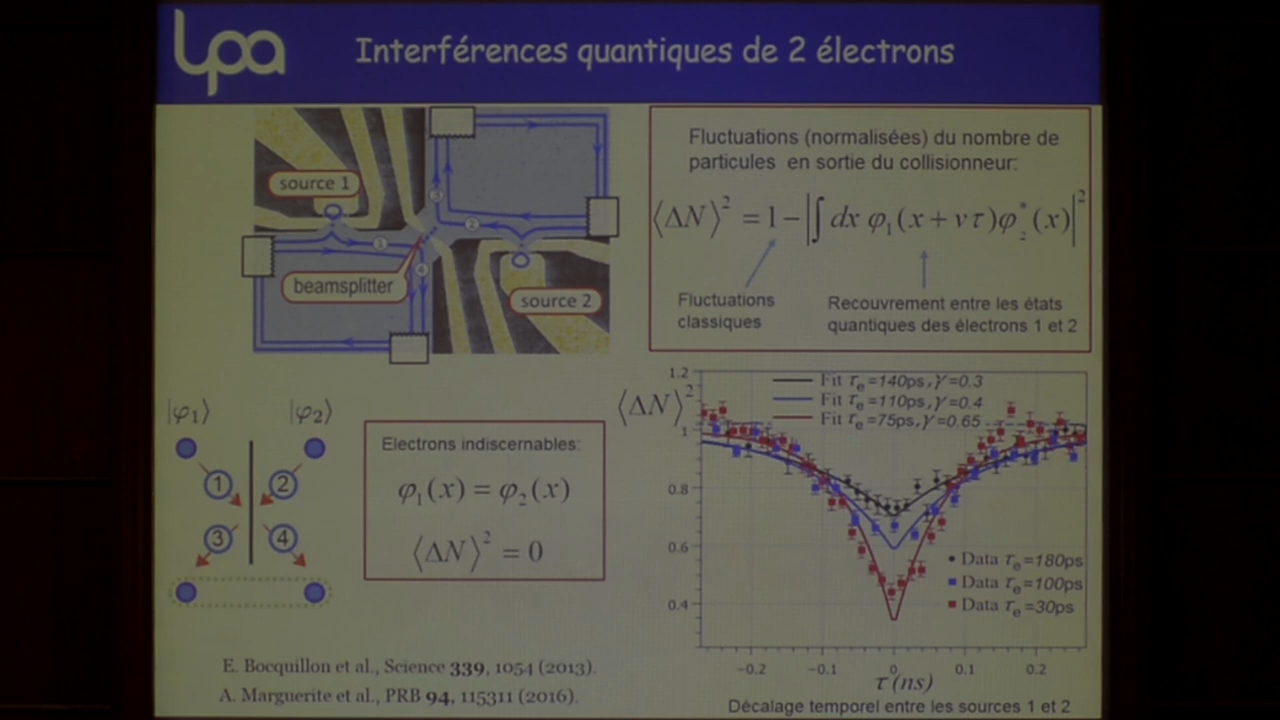 lpa
Interférences quantiques de 2 électrons
source 1
3
2
1
4
beamsplitter
source 2
Fluctuations (normalisées) du nombre de
particules en sortie du collisionneur:
⟨ΔN⟩² = 1 − |∫ dx φ₁(x + vτ)φ₂*(x)|²
Fluctuations
classiques
Recouvrement entre les états
quantiques des électrons 1 et 2
|φ₁⟩ |φ₂⟩
1 2
3 4
Electrons indiscernables:
φ₁(x) = φ₂(x)
⟨ΔN⟩² = 0
⟨ΔN⟩²
1.2
1
0.8
0.6
0.4
Fit τe=140ps,γ=0.3
Fit τe=110ps,γ=0.4
Fit τe=75ps,γ=0.65
Data τe=180ps
Data τe=100ps
Data τe=30ps
−0.2 −0.1 0 0.1 0.2
τ (ns)
Décalage temporel entre les sources 1 et 2
E. Bocquillon et al., Science 339, 1054 (2013).
A. Marguerite et al., PRB 94, 115311 (2016).